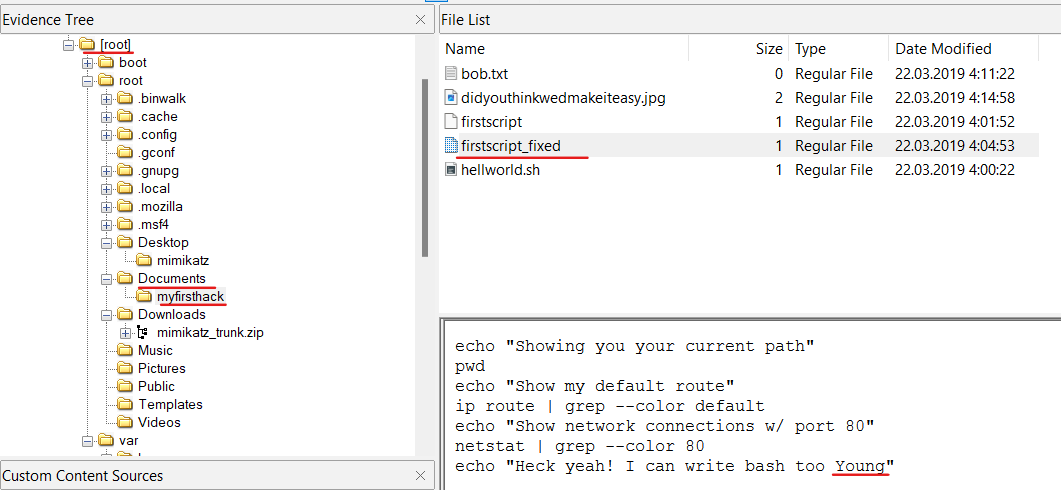 Evidence Tree
[root]
boot
root
.binwalk
.cache
.config
.gconf
.gnupg
.local
.mozilla
.msf4
Desktop
mimikatz
Documents
myfirsthack
Downloads
mimikatz_trunk.zip
Music
Pictures
Public
Templates
Videos
var
Custom Content Sources
File List
Name Size Type Date Modified
bob.txt 0 Regular File 22.03.2019 4:11:22
didyouthinkwedmakeiteasy.jpg 2 Regular File 22.03.2019 4:14:58
firstscript 1 Regular File 22.03.2019 4:01:52
firstscript_fixed 1 Regular File 22.03.2019 4:04:53
hellworld.sh 1 Regular File 22.03.2019 4:00:22
echo "Showing you your current path"
pwd
echo "Show my default route"
ip route | grep --color default
echo "Show network connections w/ port 80"
netstat | grep --color 80
echo "Heck yeah! I can write bash too Young"